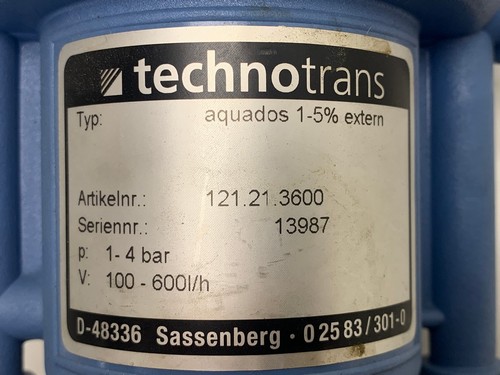 technotrans
Typ: aquados 1-5% extern
Artikelnr.: 121.21.3600
Seriennr.: 13987
p: 1- 4 bar
V: 100 - 600l/h
D-48336 Sassenberg · 0 25 83/301-0